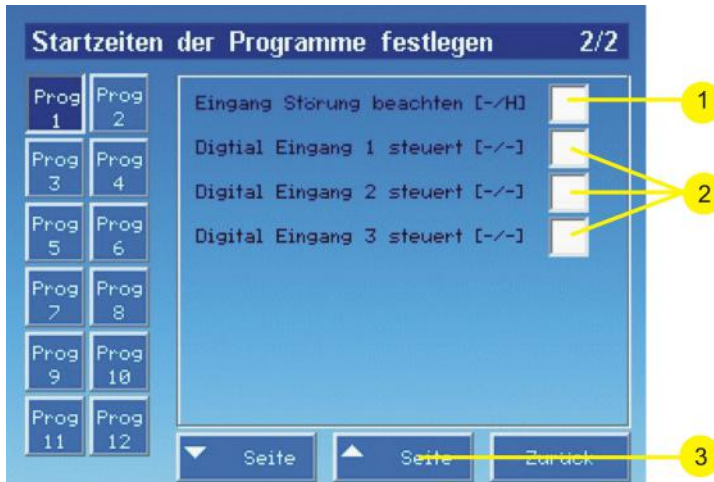 Startzeiten der Programme festlegen 2/2
Prog 1 Prog 2
Prog 3 Prog 4
Prog 5 Prog 6
Prog 7 Prog 8
Prog 9 Prog 10
Prog 11 Prog 12
Eingang Störung beachten [-/H]
Digtial Eingang 1 steuert [-/-]
Digital Eingang 2 steuert [-/-]
Digital Eingang 3 steuert [-/-]
1
2
Seite Seite Zurück
3